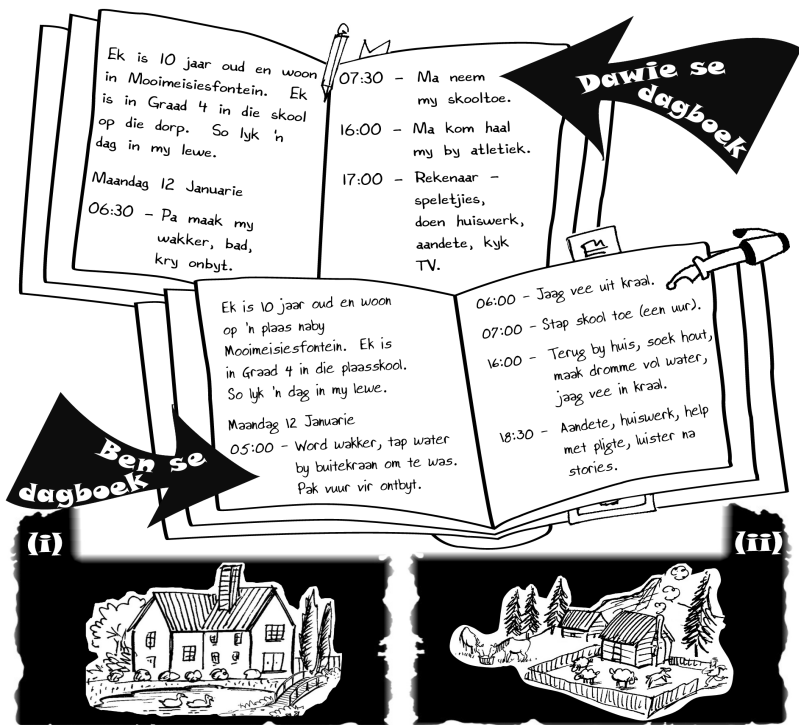 Dawie se
dagboek
Ek is 10 jaar oud en woon
in Mooimeisiesfontein. Ek
is in Graad 4 in die skool
op die dorp. So lyk 'n
dag in my lewe.
Maandag 12 Januarie
06:30 – Pa maak my
wakker, bad,
kry onbyt.
07:30 – Ma neem
my skooltoe.
16:00 – Ma kom haal
my by atletiek.
17:00 – Rekenaar –
speletjies,
doen huiswerk,
aandete, kyk
TV.
Ben se
dagboek
Ek is 10 jaar oud en woon
op 'n plaas naby
Mooimeisiesfontein. Ek is
in Graad 4 in die plaasskool.
So lyk 'n dag in my lewe.
Maandag 12 Januarie
05:00 – Word wakker, tap water
by buitekraan om te was.
Pak vuur vir ontbyt.
06:00 – Jaag vee uit kraal.
07:00 – Stap skool toe (een uur).
16:00 – Terug by huis, soek hout,
maak dromme vol water,
jaag vee in kraal.
18:30 – Aandete, huiswerk, help
met pligte, luister na
stories.
(i)
(ii)